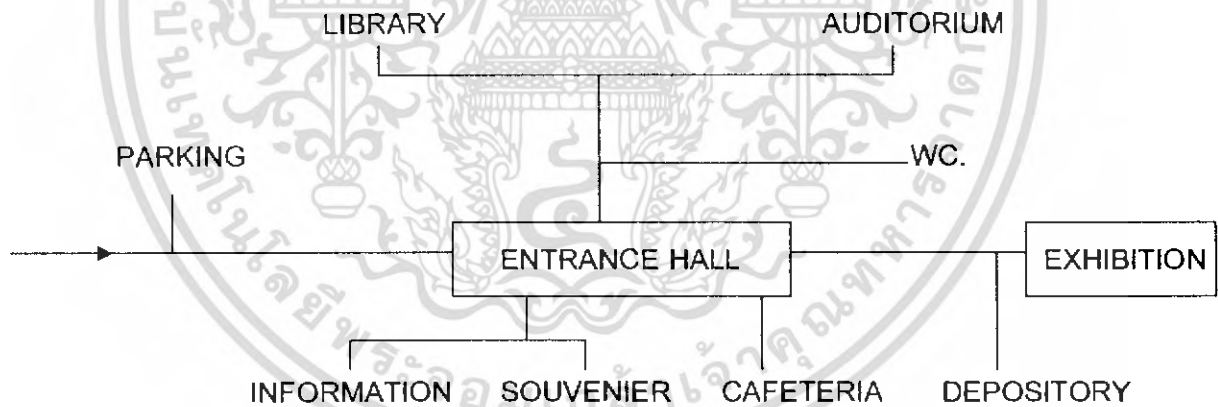 LIBRARY AUDITORIUM
PARKING WC.
ENTRANCE HALL EXHIBITION
INFORMATION SOUVENIER CAFETERIA DEPOSITORY